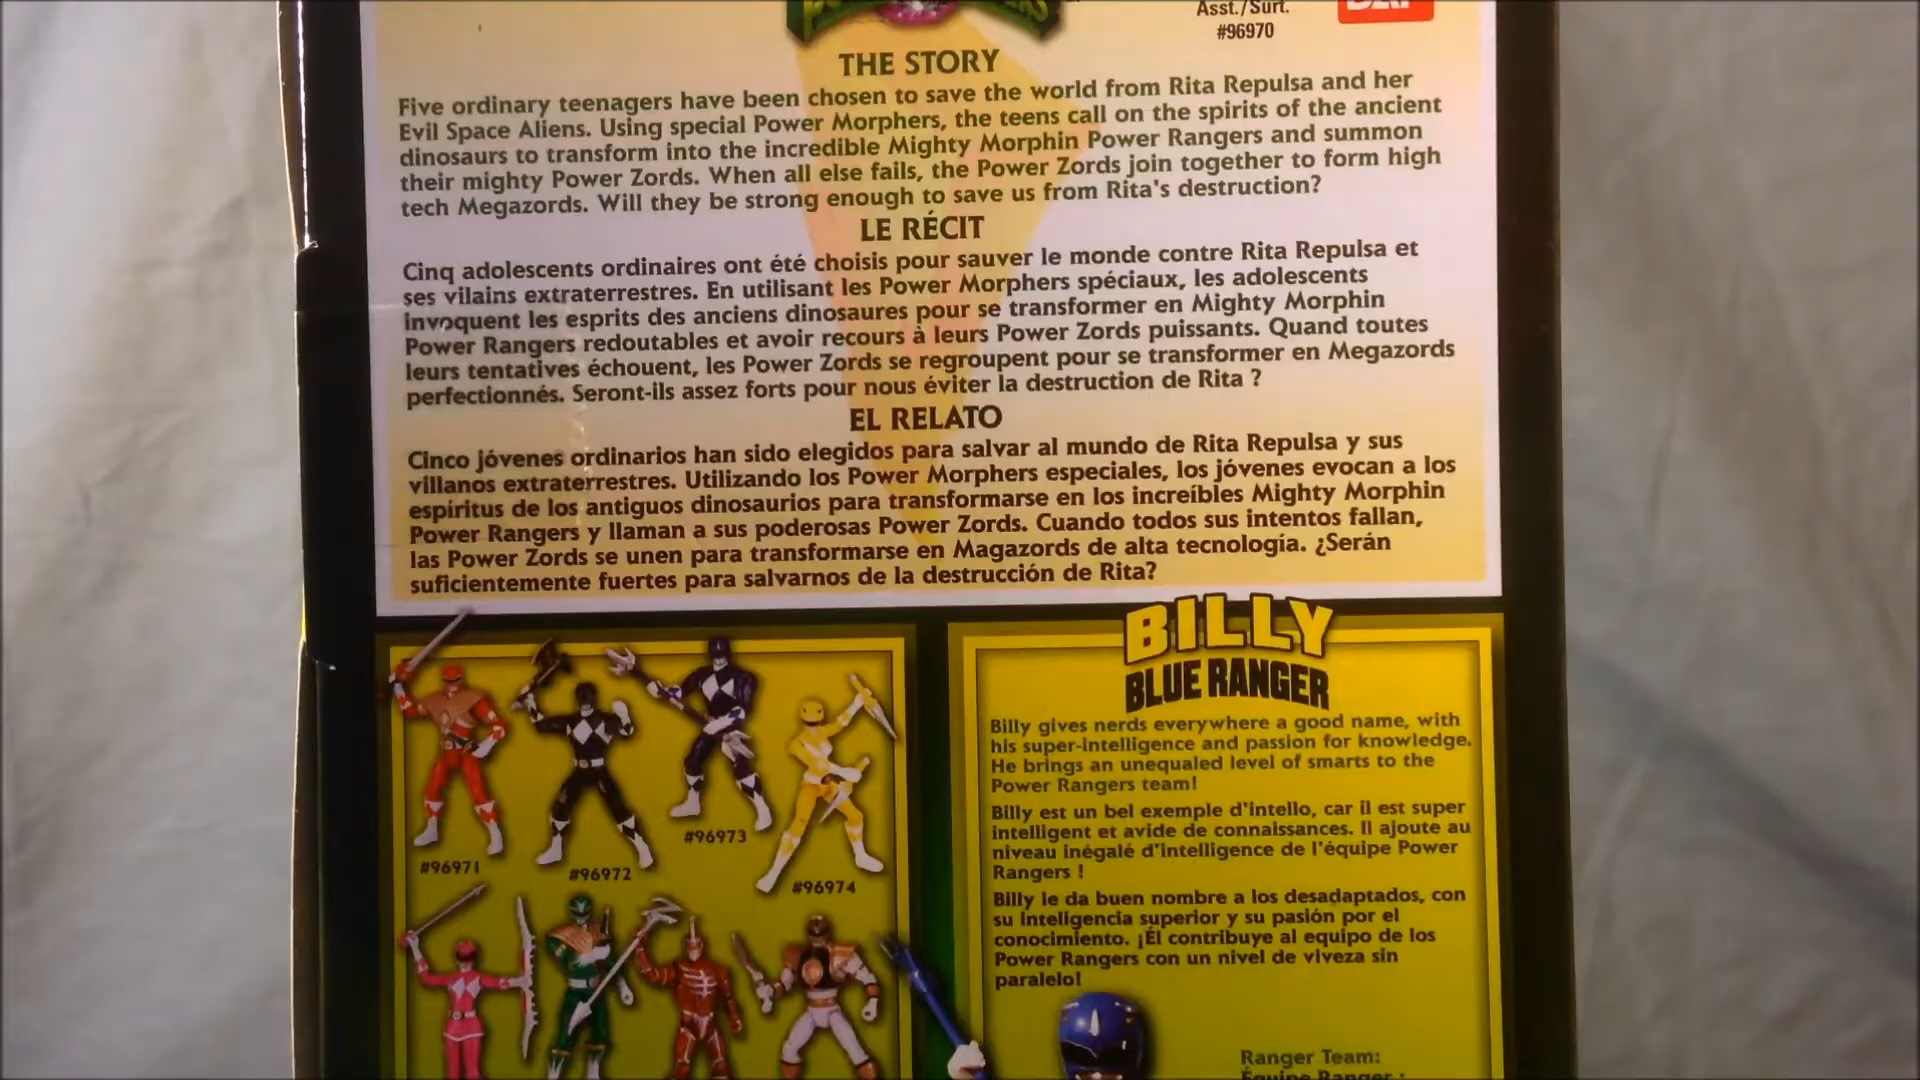 Asst./Surt.
#96970
THE STORY
Five ordinary teenagers have been chosen to save the world from Rita Repulsa and her
Evil Space Aliens. Using special Power Morphers, the teens call on the spirits of the ancient
dinosaurs to transform into the incredible Mighty Morphin Power Rangers and summon
their mighty Power Zords. When all else fails, the Power Zords join together to form high
tech Megazords. Will they be strong enough to save us from Rita's destruction?
LE RÉCIT
Cinq adolescents ordinaires ont été choisis pour sauver le monde contre Rita Repulsa et
ses vilains extraterrestres. En utilisant les Power Morphers spéciaux, les adolescents
invoquent les esprits des anciens dinosaures pour se transformer en Mighty Morphin
Power Rangers redoutables et avoir recours à leurs Power Zords puissants. Quand toutes
leurs tentatives échouent, les Power Zords se regroupent pour se transformer en Megazords
perfectionnés. Seront-ils assez forts pour nous éviter la destruction de Rita ?
EL RELATO
Cinco jóvenes ordinarios han sido elegidos para salvar al mundo de Rita Repulsa y sus
villanos extraterrestres. Utilizando los Power Morphers especiales, los jóvenes evocan a los
espíritus de los antiguos dinosaurios para transformarse en los increíbles Mighty Morphin
Power Rangers y llaman a sus poderosas Power Zords. Cuando todos sus intentos fallan,
las Power Zords se unen para transformarse en Magazords de alta tecnología. ¿Serán
suficientemente fuertes para salvarnos de la destrucción de Rita?
#96971
#96972
#96973
#96974
BILLY
BLUE RANGER
Billy gives nerds everywhere a good name, with
his super-intelligence and passion for knowledge.
He brings an unequaled level of smarts to the
Power Rangers team!
Billy est un bel exemple d'intello, car il est super
intelligent et avide de connaissances. Il ajoute au
niveau inégalé d'intelligence de l'équipe Power
Rangers !
Billy le da buen nombre a los desadaptados, con
su inteligencia superior y su pasión por el
conocimiento. ¡Él contribuye al equipo de los
Power Rangers con un nivel de viveza sin
paralelo!
Ranger Team:
Équipe Ranger :